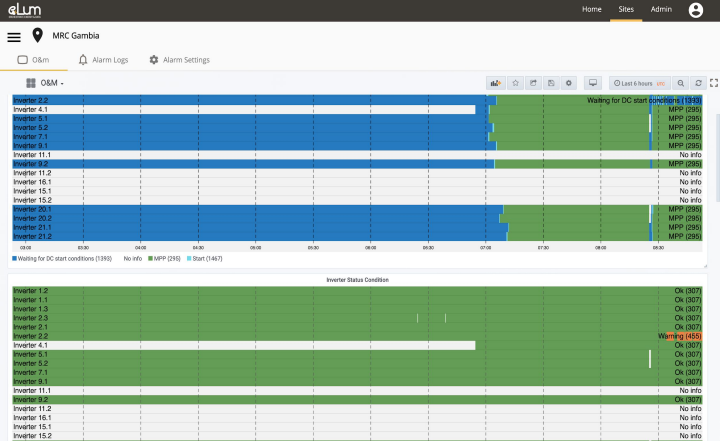 eLum
Home Sites Admin
MRC Gambia
O&m Alarm Logs Alarm Settings
O&M
Last 6 hours utc
Inverter 2.2 Waiting for DC start conditions (1393)
Inverter 4.1 MPP (295)
Inverter 5.1 MPP (295)
Inverter 5.2 MPP (295)
Inverter 7.1 MPP (295)
Inverter 9.1 MPP (295)
Inverter 11.1 No info
Inverter 9.2 MPP (295)
Inverter 11.2 No info
Inverter 16.1 No info
Inverter 15.1 No info
Inverter 15.2 No info
Inverter 20.1 MPP (295)
Inverter 20.2 MPP (295)
Inverter 21.1 MPP (295)
Inverter 21.2 MPP (295)
03:00 03:30 04:00 04:30 05:00 05:30 06:00 06:30 07:00 07:30 08:00 08:30
Waiting for DC start conditions (1393) No info MPP (295) Start (1467)
Inverter Status Condition
Inverter 1.2 Ok (307)
Inverter 1.1 Ok (307)
Inverter 1.3 Ok (307)
Inverter 2.3 Ok (307)
Inverter 2.1 Ok (307)
Inverter 2.2 Warning (455)
Inverter 4.1 Ok (307)
Inverter 5.1 Ok (307)
Inverter 5.2 Ok (307)
Inverter 7.1 Ok (307)
Inverter 9.1 Ok (307)
Inverter 11.1 No info
Inverter 9.2 Ok (307)
Inverter 11.2 No info
Inverter 16.1 No info
Inverter 15.1 No info
Inverter 15.2 No info